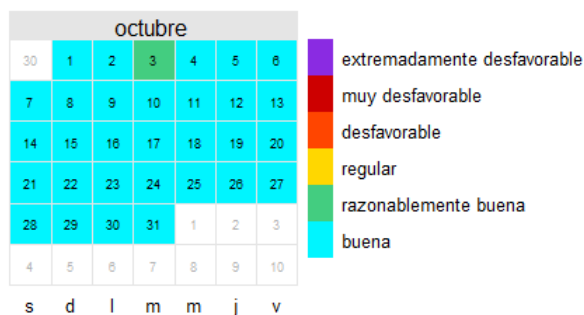 octubre
30 1 2 3 4 5 6
7 8 9 10 11 12 13
14 15 16 17 18 19 20
21 22 23 24 25 26 27
28 29 30 31 1 2 3
4 5 6 7 8 9 10
s d l m m j v
extremadamente desfavorable
muy desfavorable
desfavorable
regular
razonablemente buena
buena